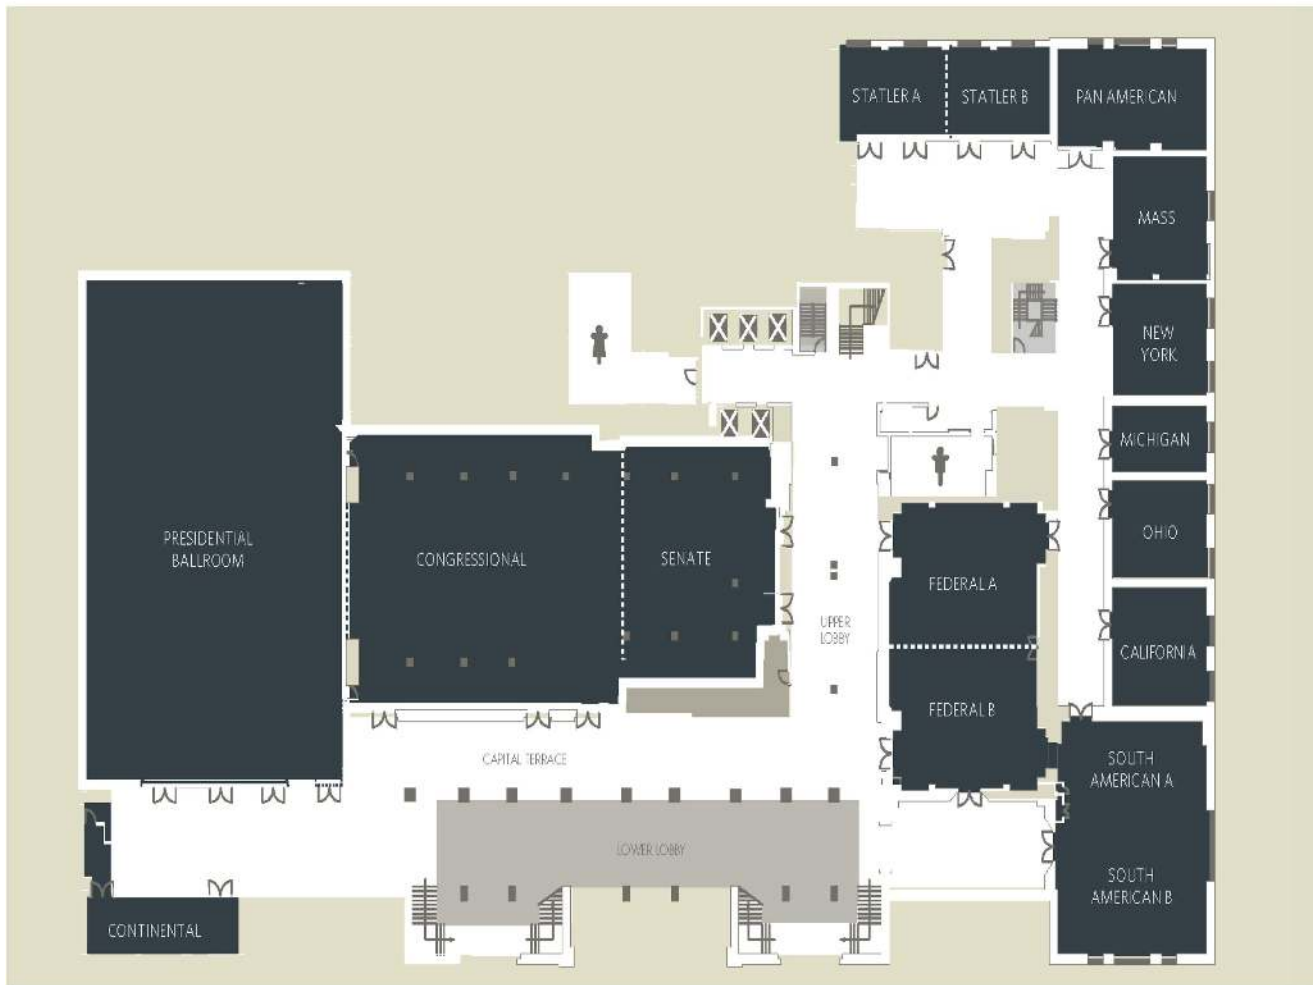 STATLER A
STATLER B
PAN AMERICAN
MASS
NEW
YORK
MICHIGAN
PRESIDENTIAL
BALLROOM
CONGRESSIONAL
SENATE
OHIO
FEDERAL A
UPPER
LOBBY
CALIFORNIA
FEDERAL B
CAPITAL TERRACE
SOUTH
AMERICAN A
LOWER LOBBY
SOUTH
AMERICAN B
CONTINENTAL